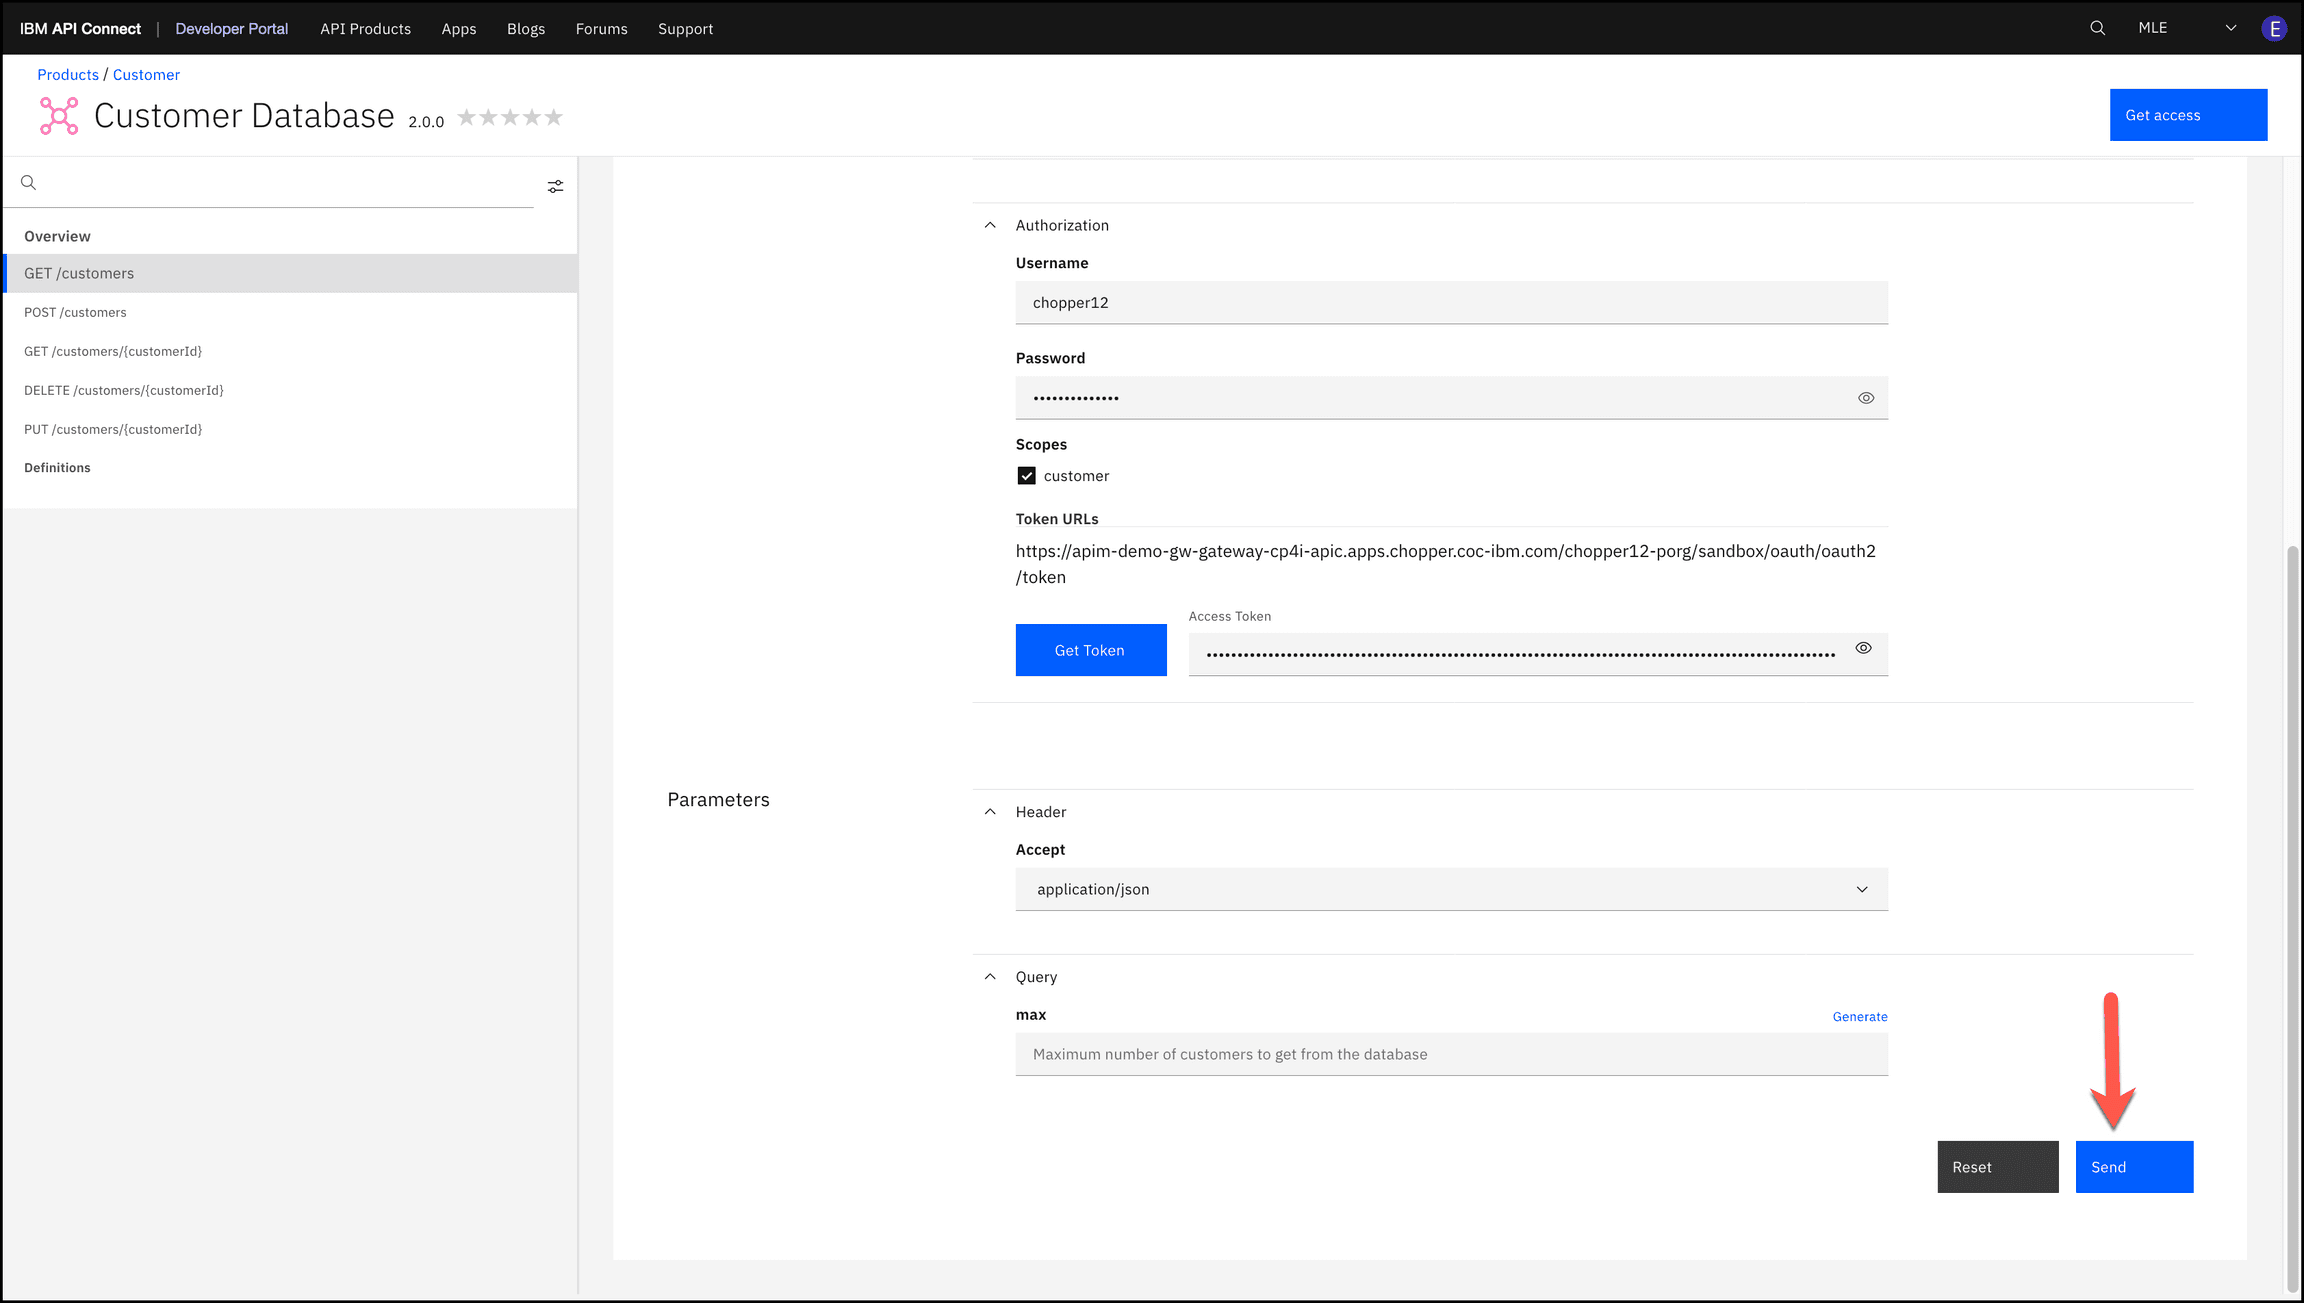 IBM API Connect | Developer Portal API Products Apps Blogs Forums Support MLE E
Products / Customer
Customer Database 2.0.0
Get access
Overview
GET /customers
POST /customers
GET /customers/{customerId}
DELETE /customers/{customerId}
PUT /customers/{customerId}
Definitions
Authorization
Username
chopper12
Password
Scopes
customer
Token URLs
https://apim-demo-gw-gateway-cp4i-apic.apps.chopper.coc-ibm.com/chopper12-porg/sandbox/oauth/oauth2
/token
Access Token
Get Token
Parameters
Header
Accept
application/json
Query
max
Generate
Maximum number of customers to get from the database
Reset
Send